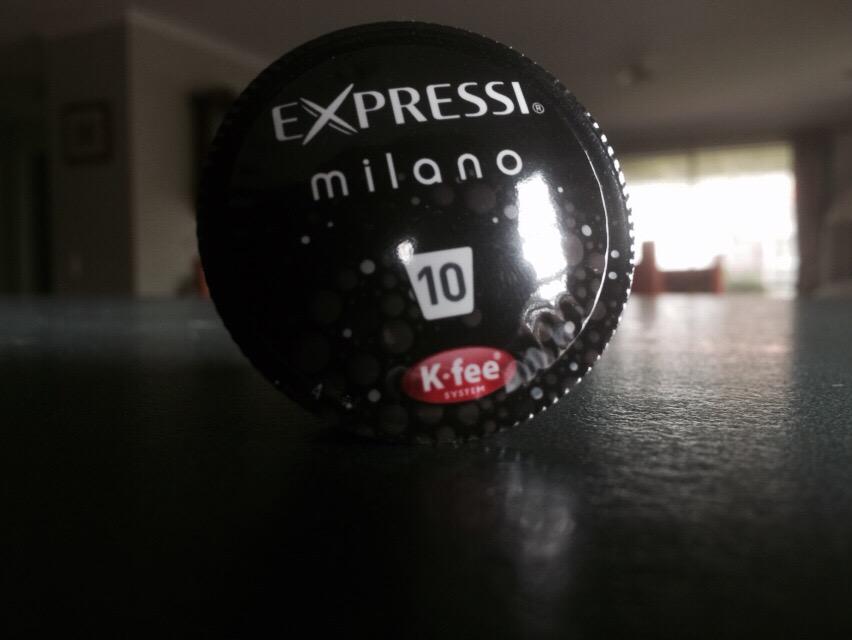 EXPRESSI®
milano
10
K·fee®
SYSTEM